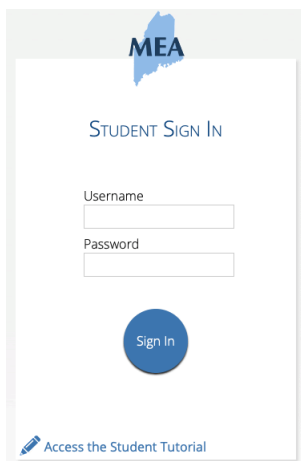 MEA
Student Sign In
Username
Password
Sign In
Access the Student Tutorial